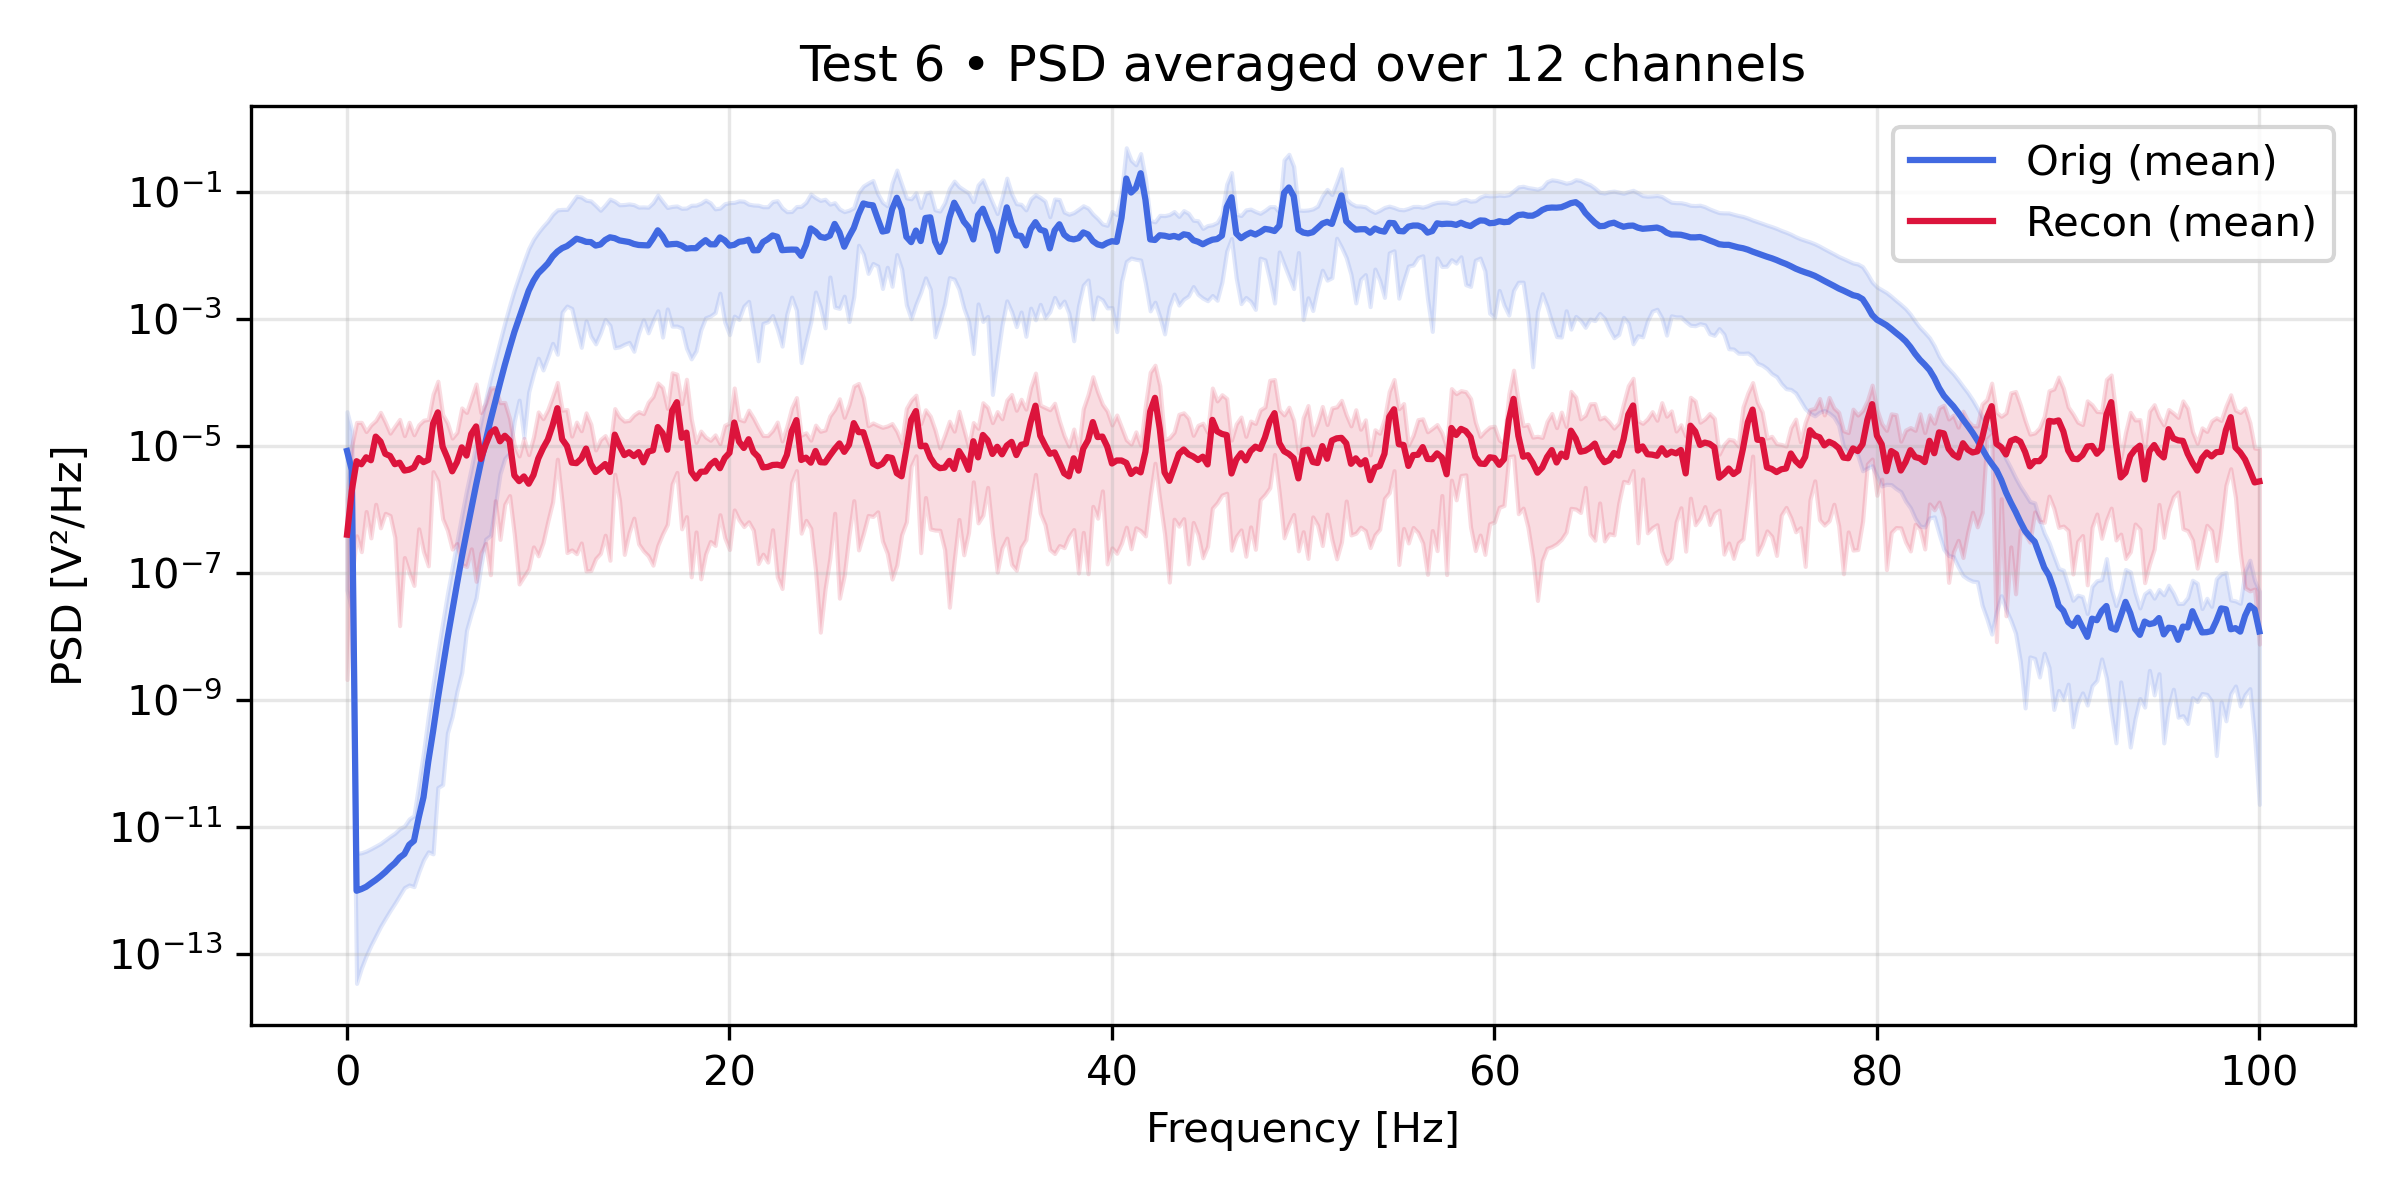 Test 6 • PSD averaged over 12 channels
Orig (mean)
Recon (mean)
PSD [V²/Hz]
10⁻¹
10⁻³
10⁻⁵
10⁻⁷
10⁻⁹
10⁻¹¹
10⁻¹³
0 20 40 60 80 100
Frequency [Hz]